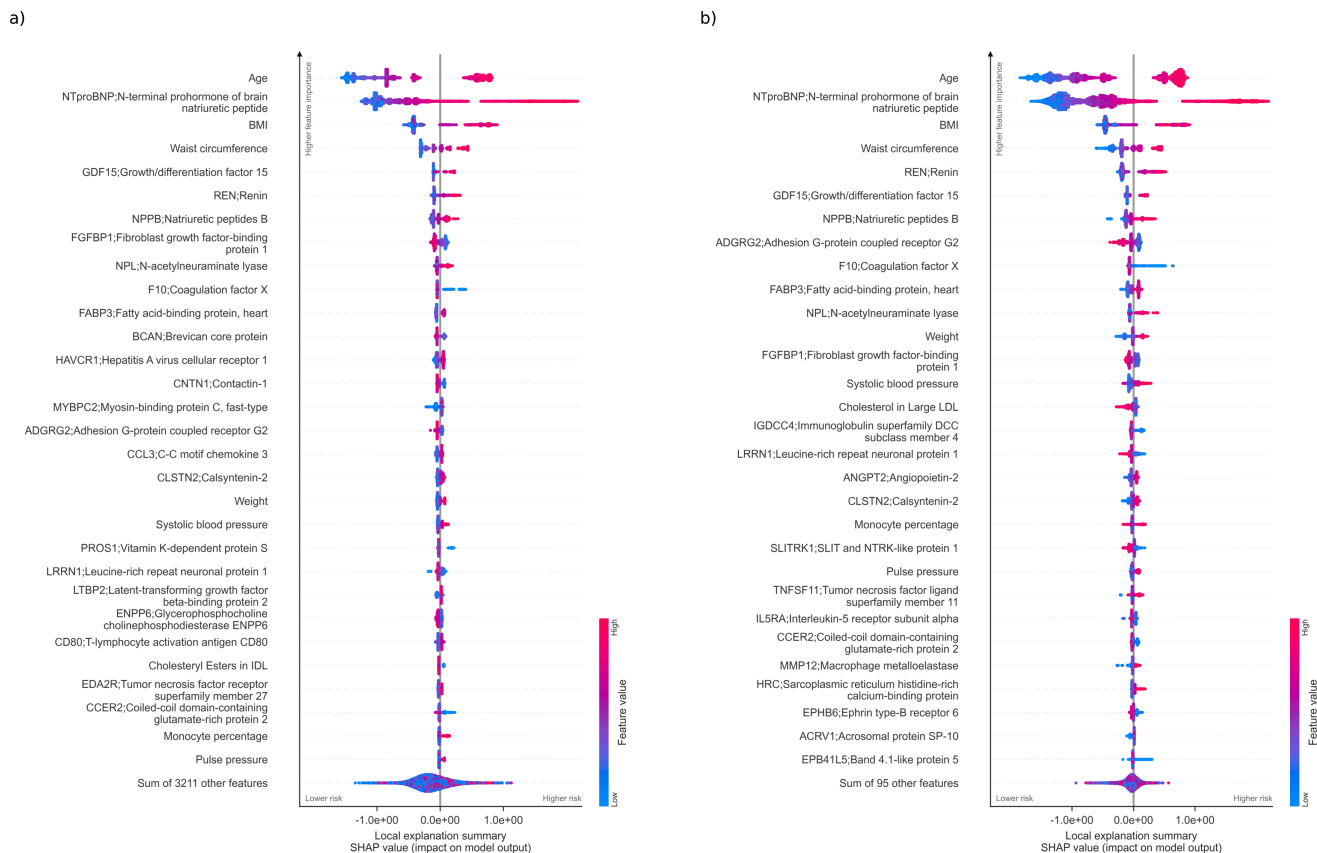 a)
Higher feature importance
Age
NTproBNP;N-terminal prohormone of brain
natriuretic peptide
BMI
Waist circumference
GDF15;Growth/differentiation factor 15
REN;Renin
NPPB;Natriuretic peptides B
FGFBP1;Fibroblast growth factor-binding
protein 1
NPL;N-acetylneuraminate lyase
F10;Coagulation factor X
FABP3;Fatty acid-binding protein, heart
BCAN;Brevican core protein
HAVCR1;Hepatitis A virus cellular receptor 1
CNTN1;Contactin-1
MYBPC2;Myosin-binding protein C, fast-type
ADGRG2;Adhesion G-protein coupled receptor G2
CCL3;C-C motif chemokine 3
CLSTN2;Calsyntenin-2
Weight
Systolic blood pressure
PROS1;Vitamin K-dependent protein S
LRRN1;Leucine-rich repeat neuronal protein 1
LTBP2;Latent-transforming growth factor
beta-binding protein 2
ENPP6;Glycerophosphocholine
cholinephosphodiesterase ENPP6
CD80;T-lymphocyte activation antigen CD80
Cholesteryl Esters in IDL
EDA2R;Tumor necrosis factor receptor
superfamily member 27
CCER2;Coiled-coil domain-containing
glutamate-rich protein 2
Monocyte percentage
Pulse pressure
Sum of 3211 other features
Lower risk
Higher risk
-1.0e+00 0.0e+00 1.0e+00
Local explanation summary
SHAP value (impact on model output)
High
Feature value
Low
b)
Higher feature importance
Age
NTproBNP;N-terminal prohormone of brain
natriuretic peptide
BMI
Waist circumference
REN;Renin
GDF15;Growth/differentiation factor 15
NPPB;Natriuretic peptides B
ADGRG2;Adhesion G-protein coupled receptor G2
F10;Coagulation factor X
FABP3;Fatty acid-binding protein, heart
NPL;N-acetylneuraminate lyase
Weight
FGFBP1;Fibroblast growth factor-binding
protein 1
Systolic blood pressure
Cholesterol in Large LDL
IGDCC4;Immunoglobulin superfamily DCC
subclass member 4
LRRN1;Leucine-rich repeat neuronal protein 1
ANGPT2;Angiopoietin-2
CLSTN2;Calsyntenin-2
Monocyte percentage
SLITRK1;SLIT and NTRK-like protein 1
Pulse pressure
TNFSF11;Tumor necrosis factor ligand
superfamily member 11
IL5RA;Interleukin-5 receptor subunit alpha
CCER2;Coiled-coil domain-containing
glutamate-rich protein 2
MMP12;Macrophage metalloelastase
HRC;Sarcoplasmic reticulum histidine-rich
calcium-binding protein
EPHB6;Ephrin type-B receptor 6
ACRV1;Acrosomal protein SP-10
EPB41L5;Band 4.1-like protein 5
Sum of 95 other features
Lower risk
Higher risk
-1.0e+00 0.0e+00 1.0e+00
Local explanation summary
SHAP value (impact on model output)
High
Feature value
Low